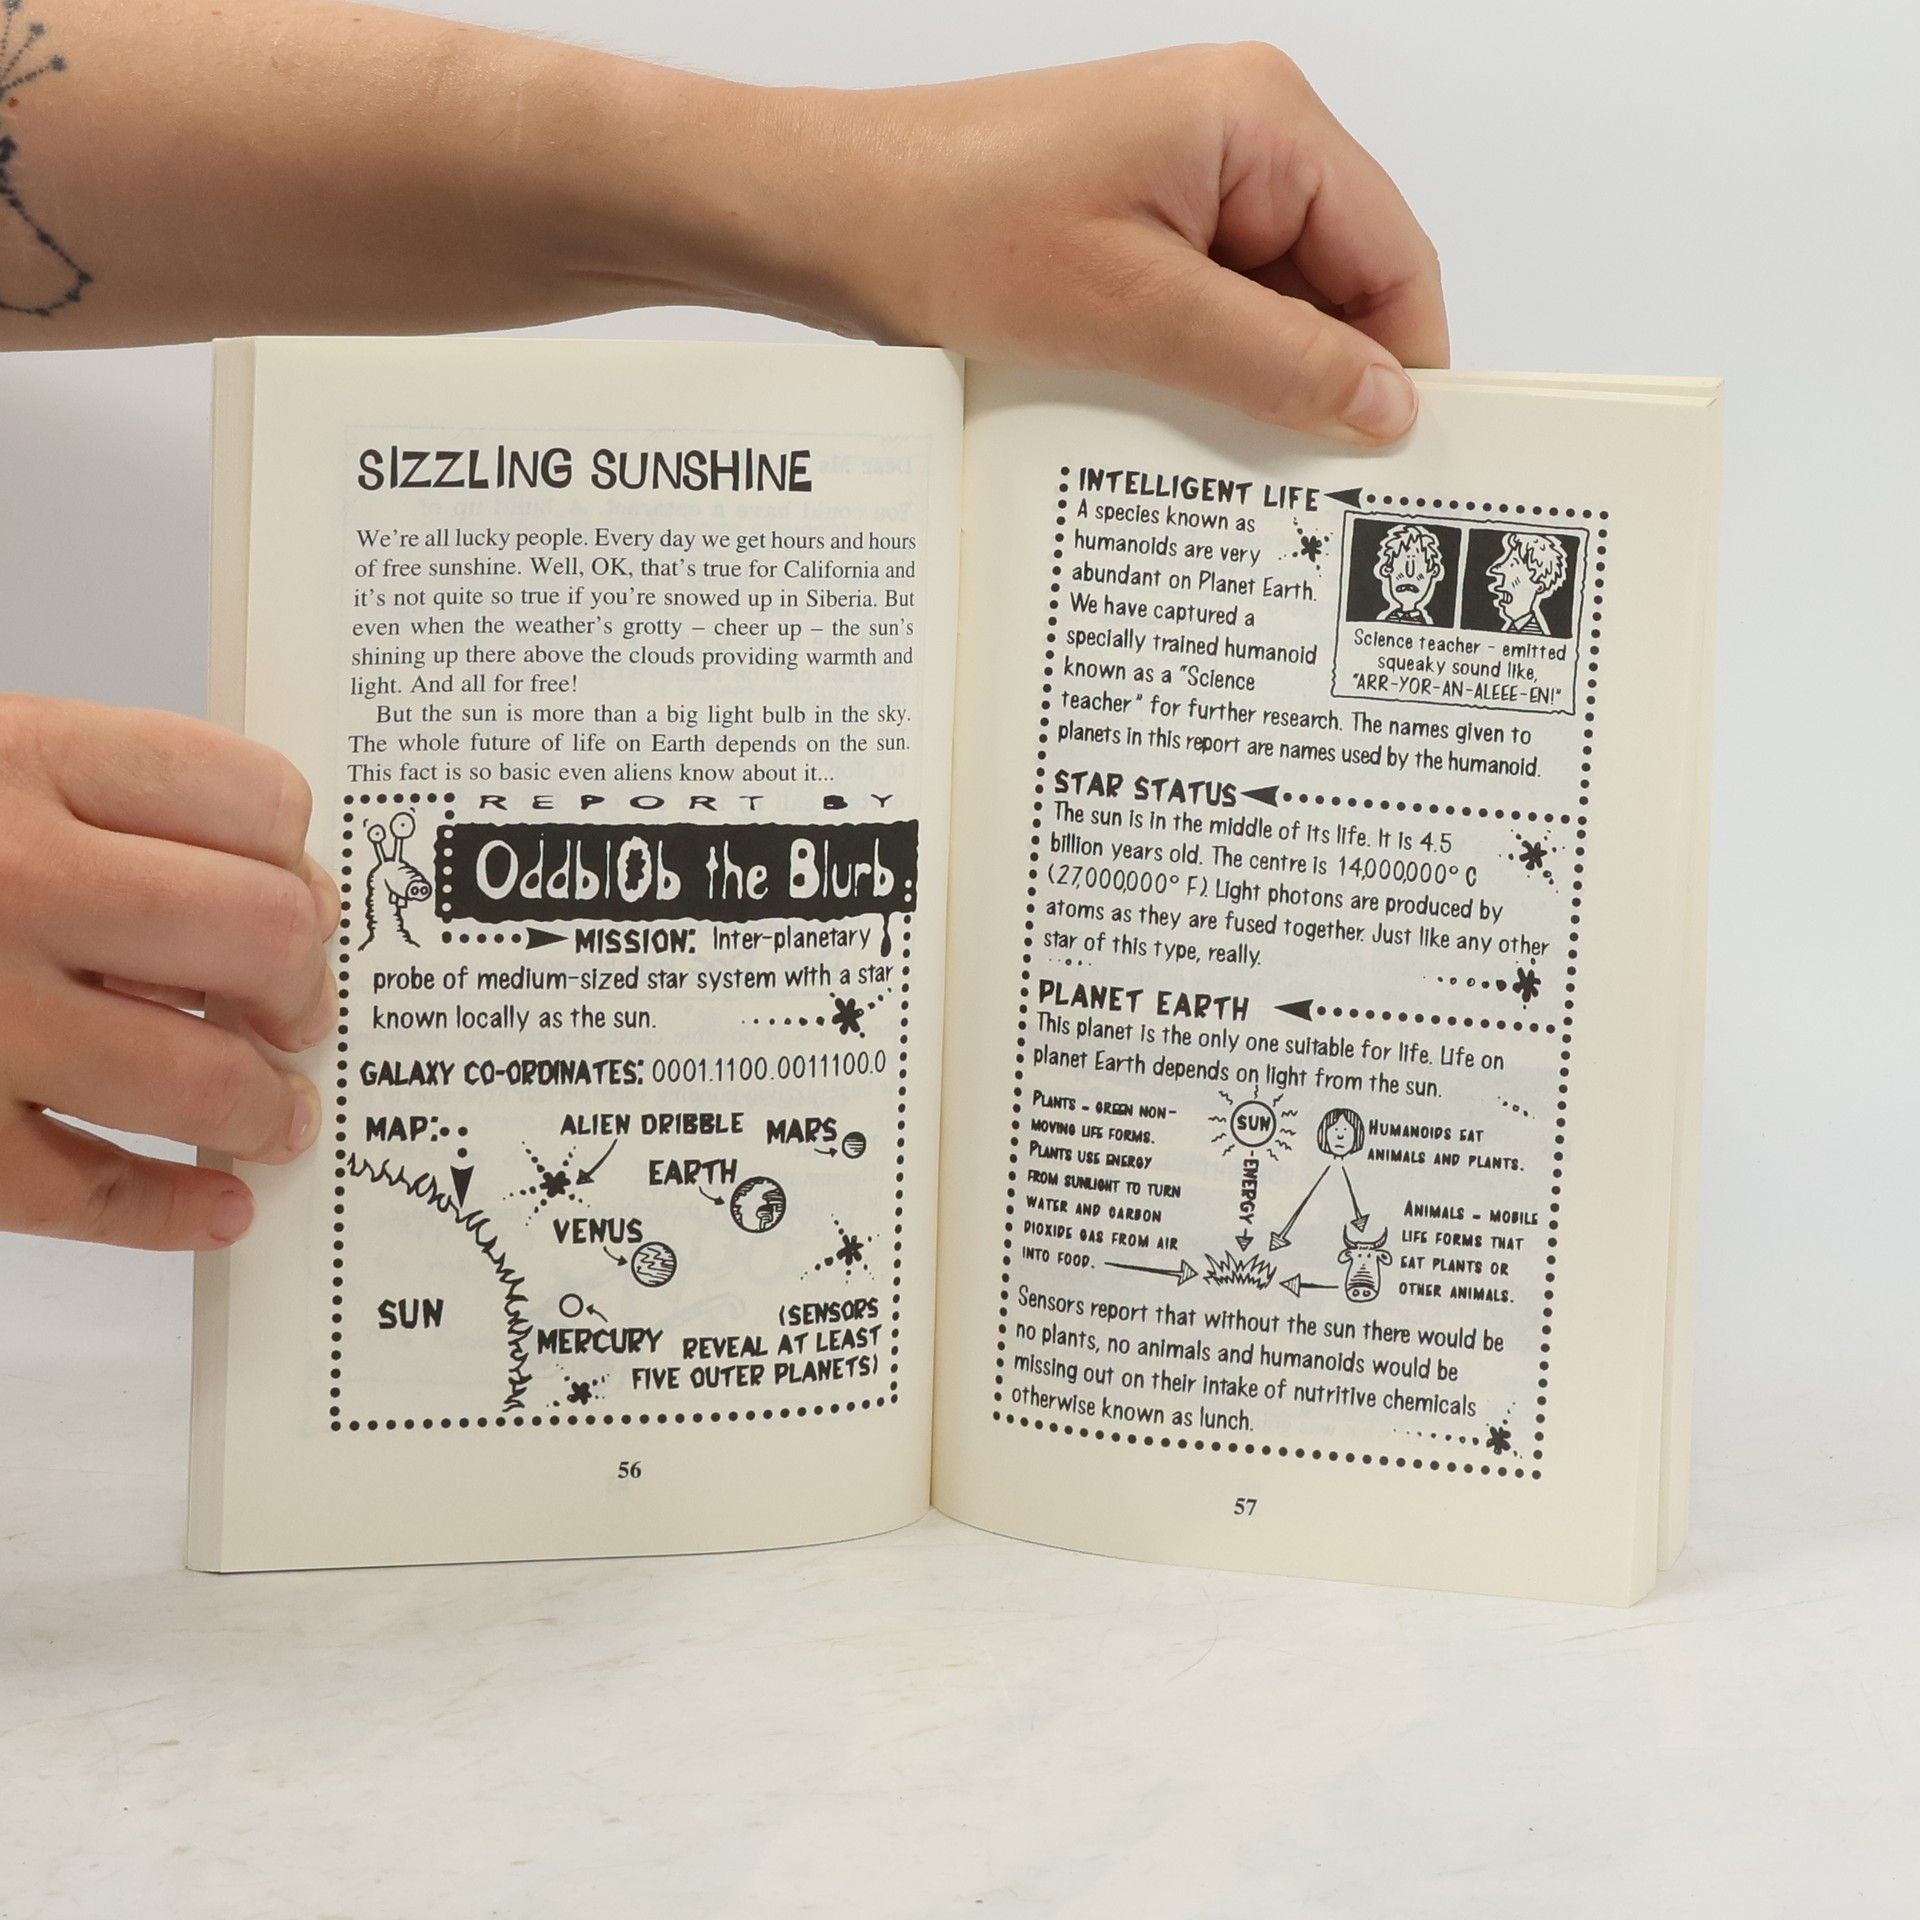 SIZZLING SUNSHINE
We're all lucky people. Every day we get hours and hours
of free sunshine. Well, OK, that's true for California and
it's not quite so true if you're snowed up in Siberia. But
even when the weather's grotty – cheer up – the sun's
shining up there above the clouds providing warmth and
light. And all for free!
But the sun is more than a big light bulb in the sky.
The whole future of life on Earth depends on the sun.
This fact is so basic even aliens know about it...
REPORT BY
Oddblob the Blurb
MISSION: Inter-planetary
probe of medium-sized star system with a star
known locally as the sun.
GALAXY CO-ORDINATES: 0001.1100.0011100.0
MAP:
ALIEN DRIBBLE
MARS
EARTH
VENUS
SUN
MERCURY
(SENSORS
REVEAL AT LEAST
FIVE OUTER PLANETS)
56
INTELLIGENT LIFE
A species known as
humanoids are very
abundant on Planet Earth.
We have captured a
specially trained humanoid
known as a "Science
teacher" for further research. The names given to
planets in this report are names used by the humanoid.
Science teacher - emitted
squeaky sound like,
"ARR-YOR-AN-ALEEE-EN!"
STAR STATUS
The sun is in the middle of its life. It is 4.5
billion years old. The centre is 14,000,000° C
(27,000,000° F). Light photons are produced by
atoms as they are fused together. Just like any other
star of this type, really.
PLANET EARTH
This planet is the only one suitable for life. Life on
planet Earth depends on light from the sun.
PLANTS – GREEN NON-
MOVING LIFE FORMS.
PLANTS USE ENERGY
FROM SUNLIGHT TO TURN
WATER AND CARBON
DIOXIDE GAS FROM AIR
INTO FOOD.
SUN
ENERGY
HUMANOIDS EAT
ANIMALS AND PLANTS.
ANIMALS – MOBILE
LIFE FORMS THAT
EAT PLANTS OR
OTHER ANIMALS.
Sensors report that without the sun there would be
no plants, no animals and humanoids would be
missing out on their intake of nutritive chemicals
otherwise known as lunch.
57